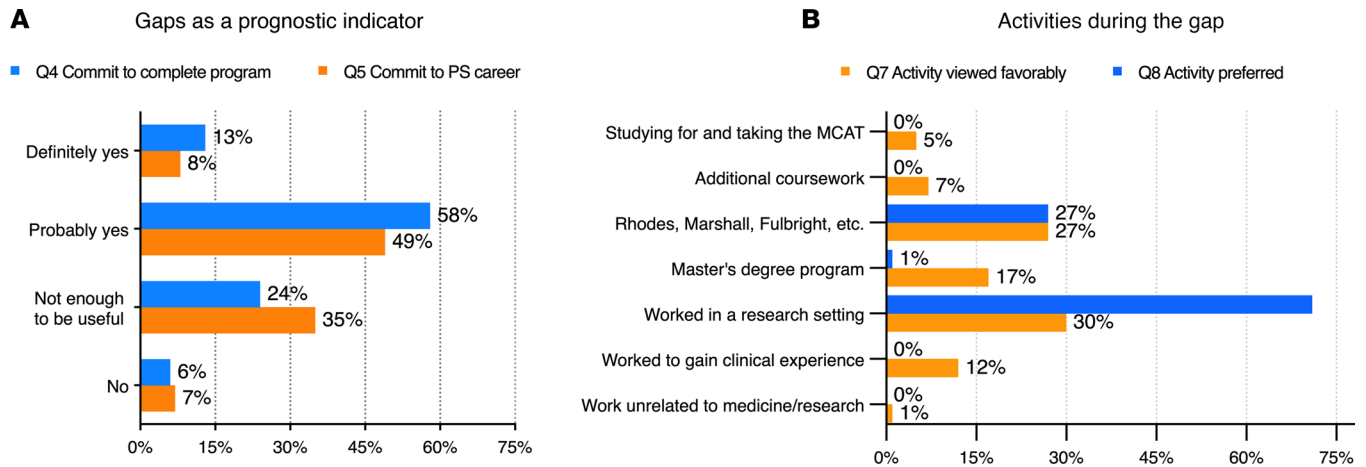 A
Gaps as a prognostic indicator
Q4 Commit to complete program
Q5 Commit to PS career
Definitely yes
13%
8%
Probably yes
58%
49%
Not enough
to be useful
24%
35%
No
6%
7%
0%
15%
30%
45%
60%
75%
B
Activities during the gap
Q7 Activity viewed favorably
Q8 Activity preferred
Studying for and taking the MCAT
0%
5%
Additional coursework
0%
7%
Rhodes, Marshall, Fulbright, etc.
27%
27%
Master's degree program
1%
17%
Worked in a research setting
30%
Worked to gain clinical experience
0%
12%
Work unrelated to medicine/research
0%
1%
0%
15%
30%
45%
60%
75%